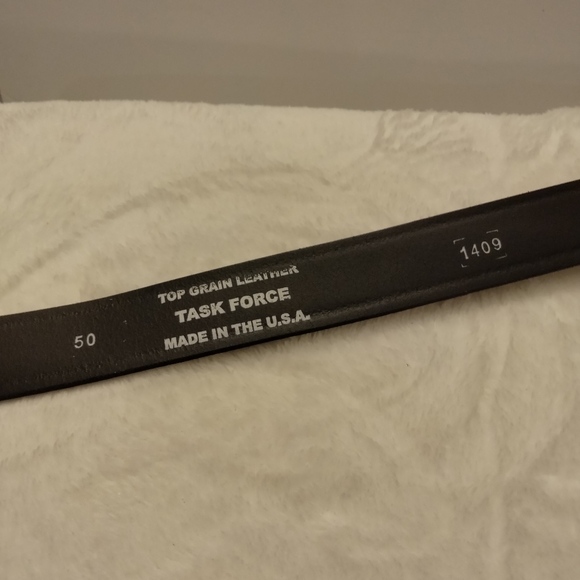 TOP GRAIN LEATHER
TASK FORCE
MADE IN THE U.S.A.
50
1409